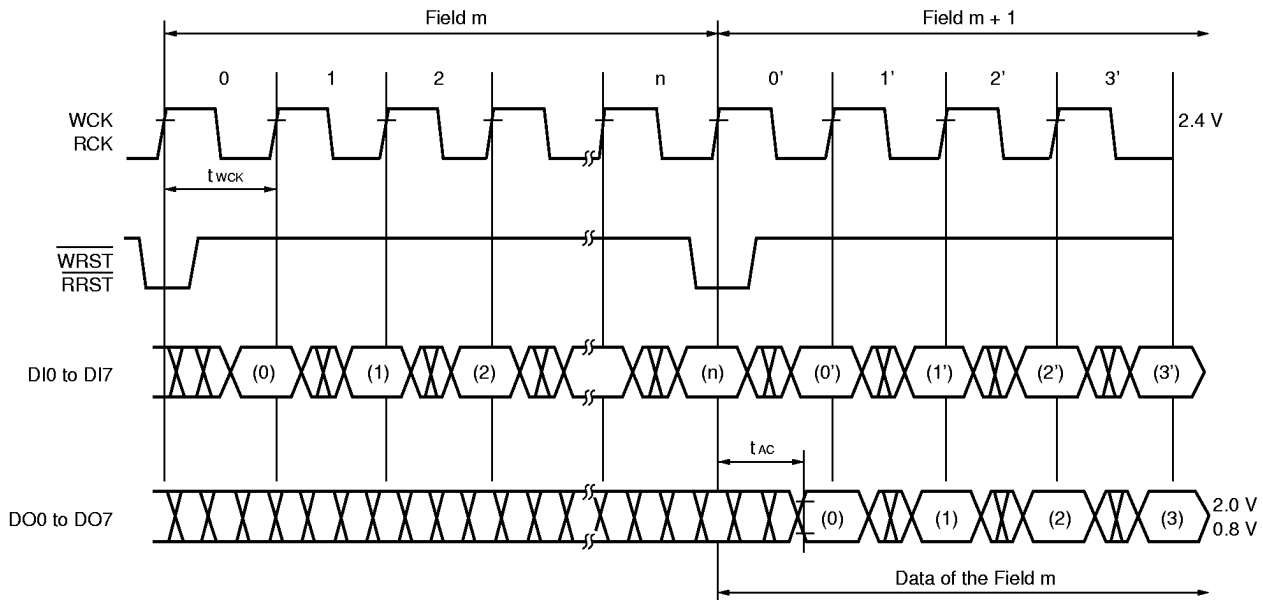 Field m Field m + 1
0 1 2 n 0' 1' 2' 3'
WCK
RCK
2.4 V
tWCK
WRST
RRST
DI0 to DI7 (0) (1) (2) (n) (0') (1') (2') (3')
tAC
DO0 to DO7 (0) (1) (2) (3)
2.0 V
0.8 V
Data of the Field m